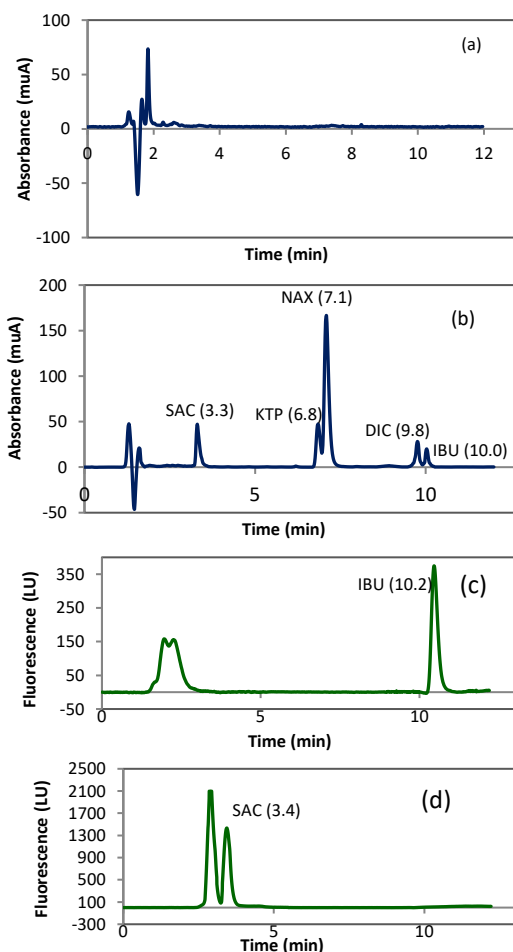 100
(a)
50
0
0 2 4 6 8 10 12
-50
-100
Absorbance (muA)
Time (min)
200
NAX (7.1)
(b)
150
100
SAC (3.3)
KTP (6.8)
50
DIC (9.8)
IBU (10.0)
0
0 5 10
-50
Absorbance (muA)
Time (min)
350
IBU (10.2)
(c)
250
150
50
-50
0 5 10
Fluorescence (LU)
Time (min)
2500
2100
SAC (3.4)
(d)
1700
1300
900
500
100
-300
0 5 10
Fluorescence (LU)
Time (min)